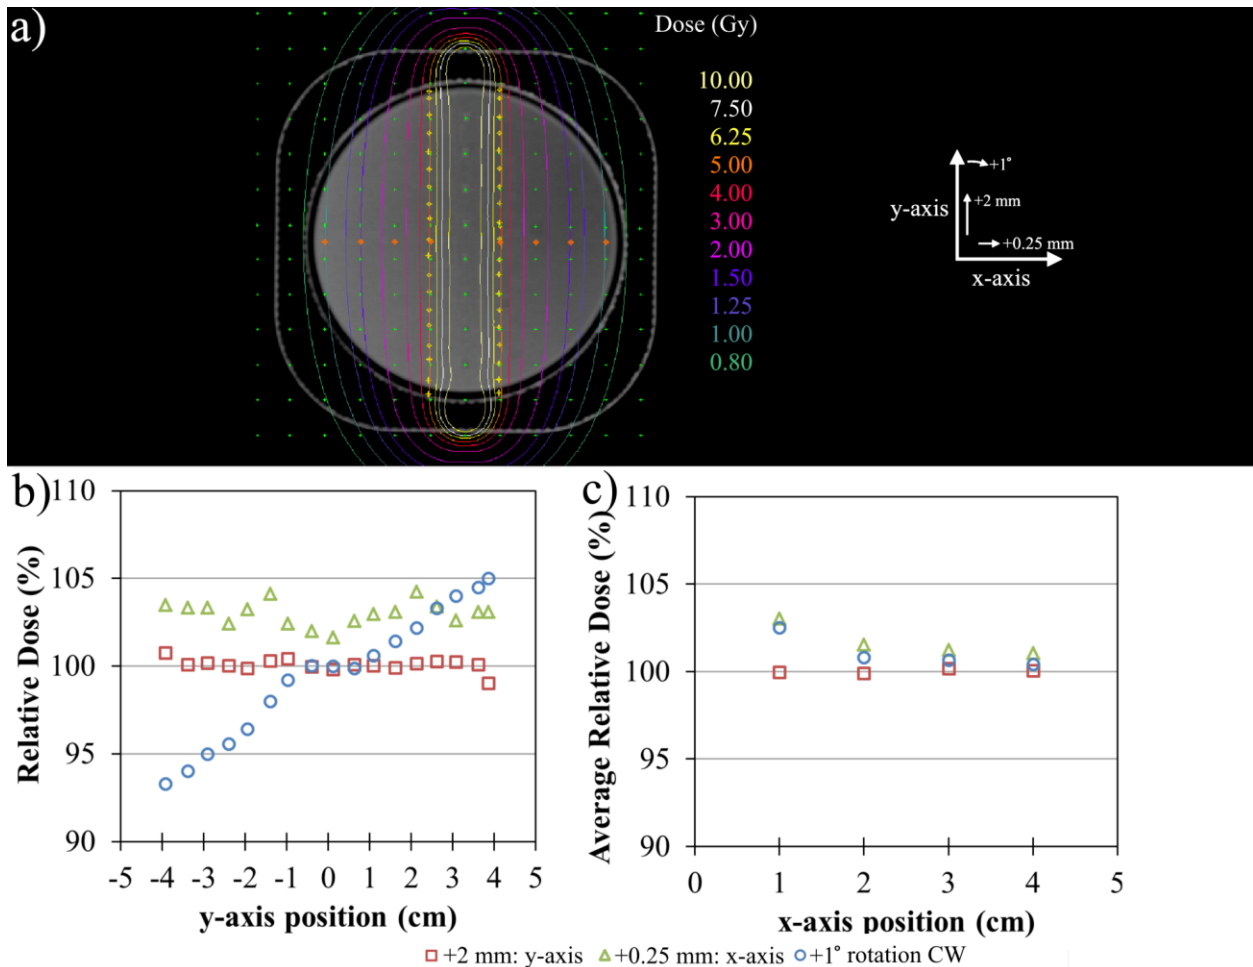 a)
Dose (Gy)
10.00
7.50
6.25
5.00
4.00
3.00
2.00
1.50
1.25
1.00
0.80
+1°
y-axis
+2 mm
+0.25 mm
x-axis
b)
110
105
100
95
90
Relative Dose (%)
-5 -4 -3 -2 -1 0 1 2 3 4 5
y-axis position (cm)
c)
110
105
100
95
90
Average Relative Dose (%)
0 1 2 3 4 5
x-axis position (cm)
+2 mm: y-axis +0.25 mm: x-axis +1° rotation CW